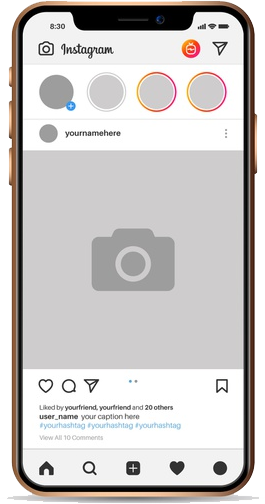 8:30
Instagram
yournamehere
Liked by yourfriend, yourfriend and 20 others
user_name your caption here
#yourhashtag #yourhashtag #yourhashtag
View All 10 Comments